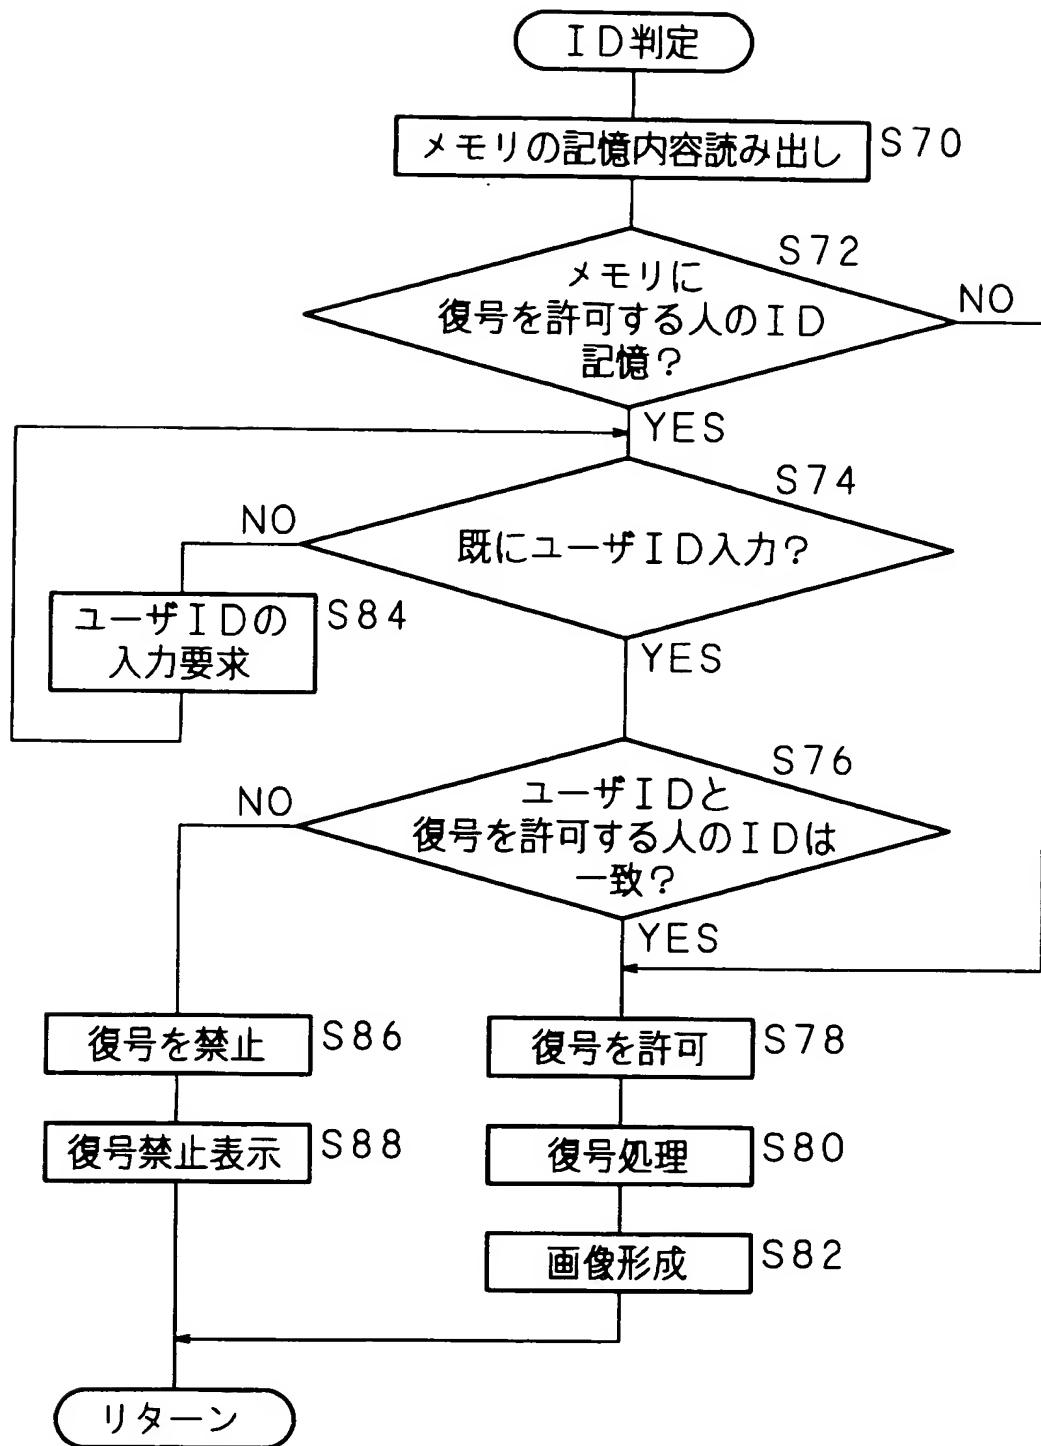 ID判定
メモリの記憶内容読み出し
S70
S72
メモリに
復号を許可する人のID
記憶?
NO
YES
S74
NO
既にユーザID入力?
ユーザIDの
入力要求
S84
YES
S76
NO
ユーザIDと
復号を許可する人のIDは
一致?
YES
復号を禁止
S86
復号を許可
S78
復号禁止表示
S88
復号処理
S80
画像形成
S82
リターン